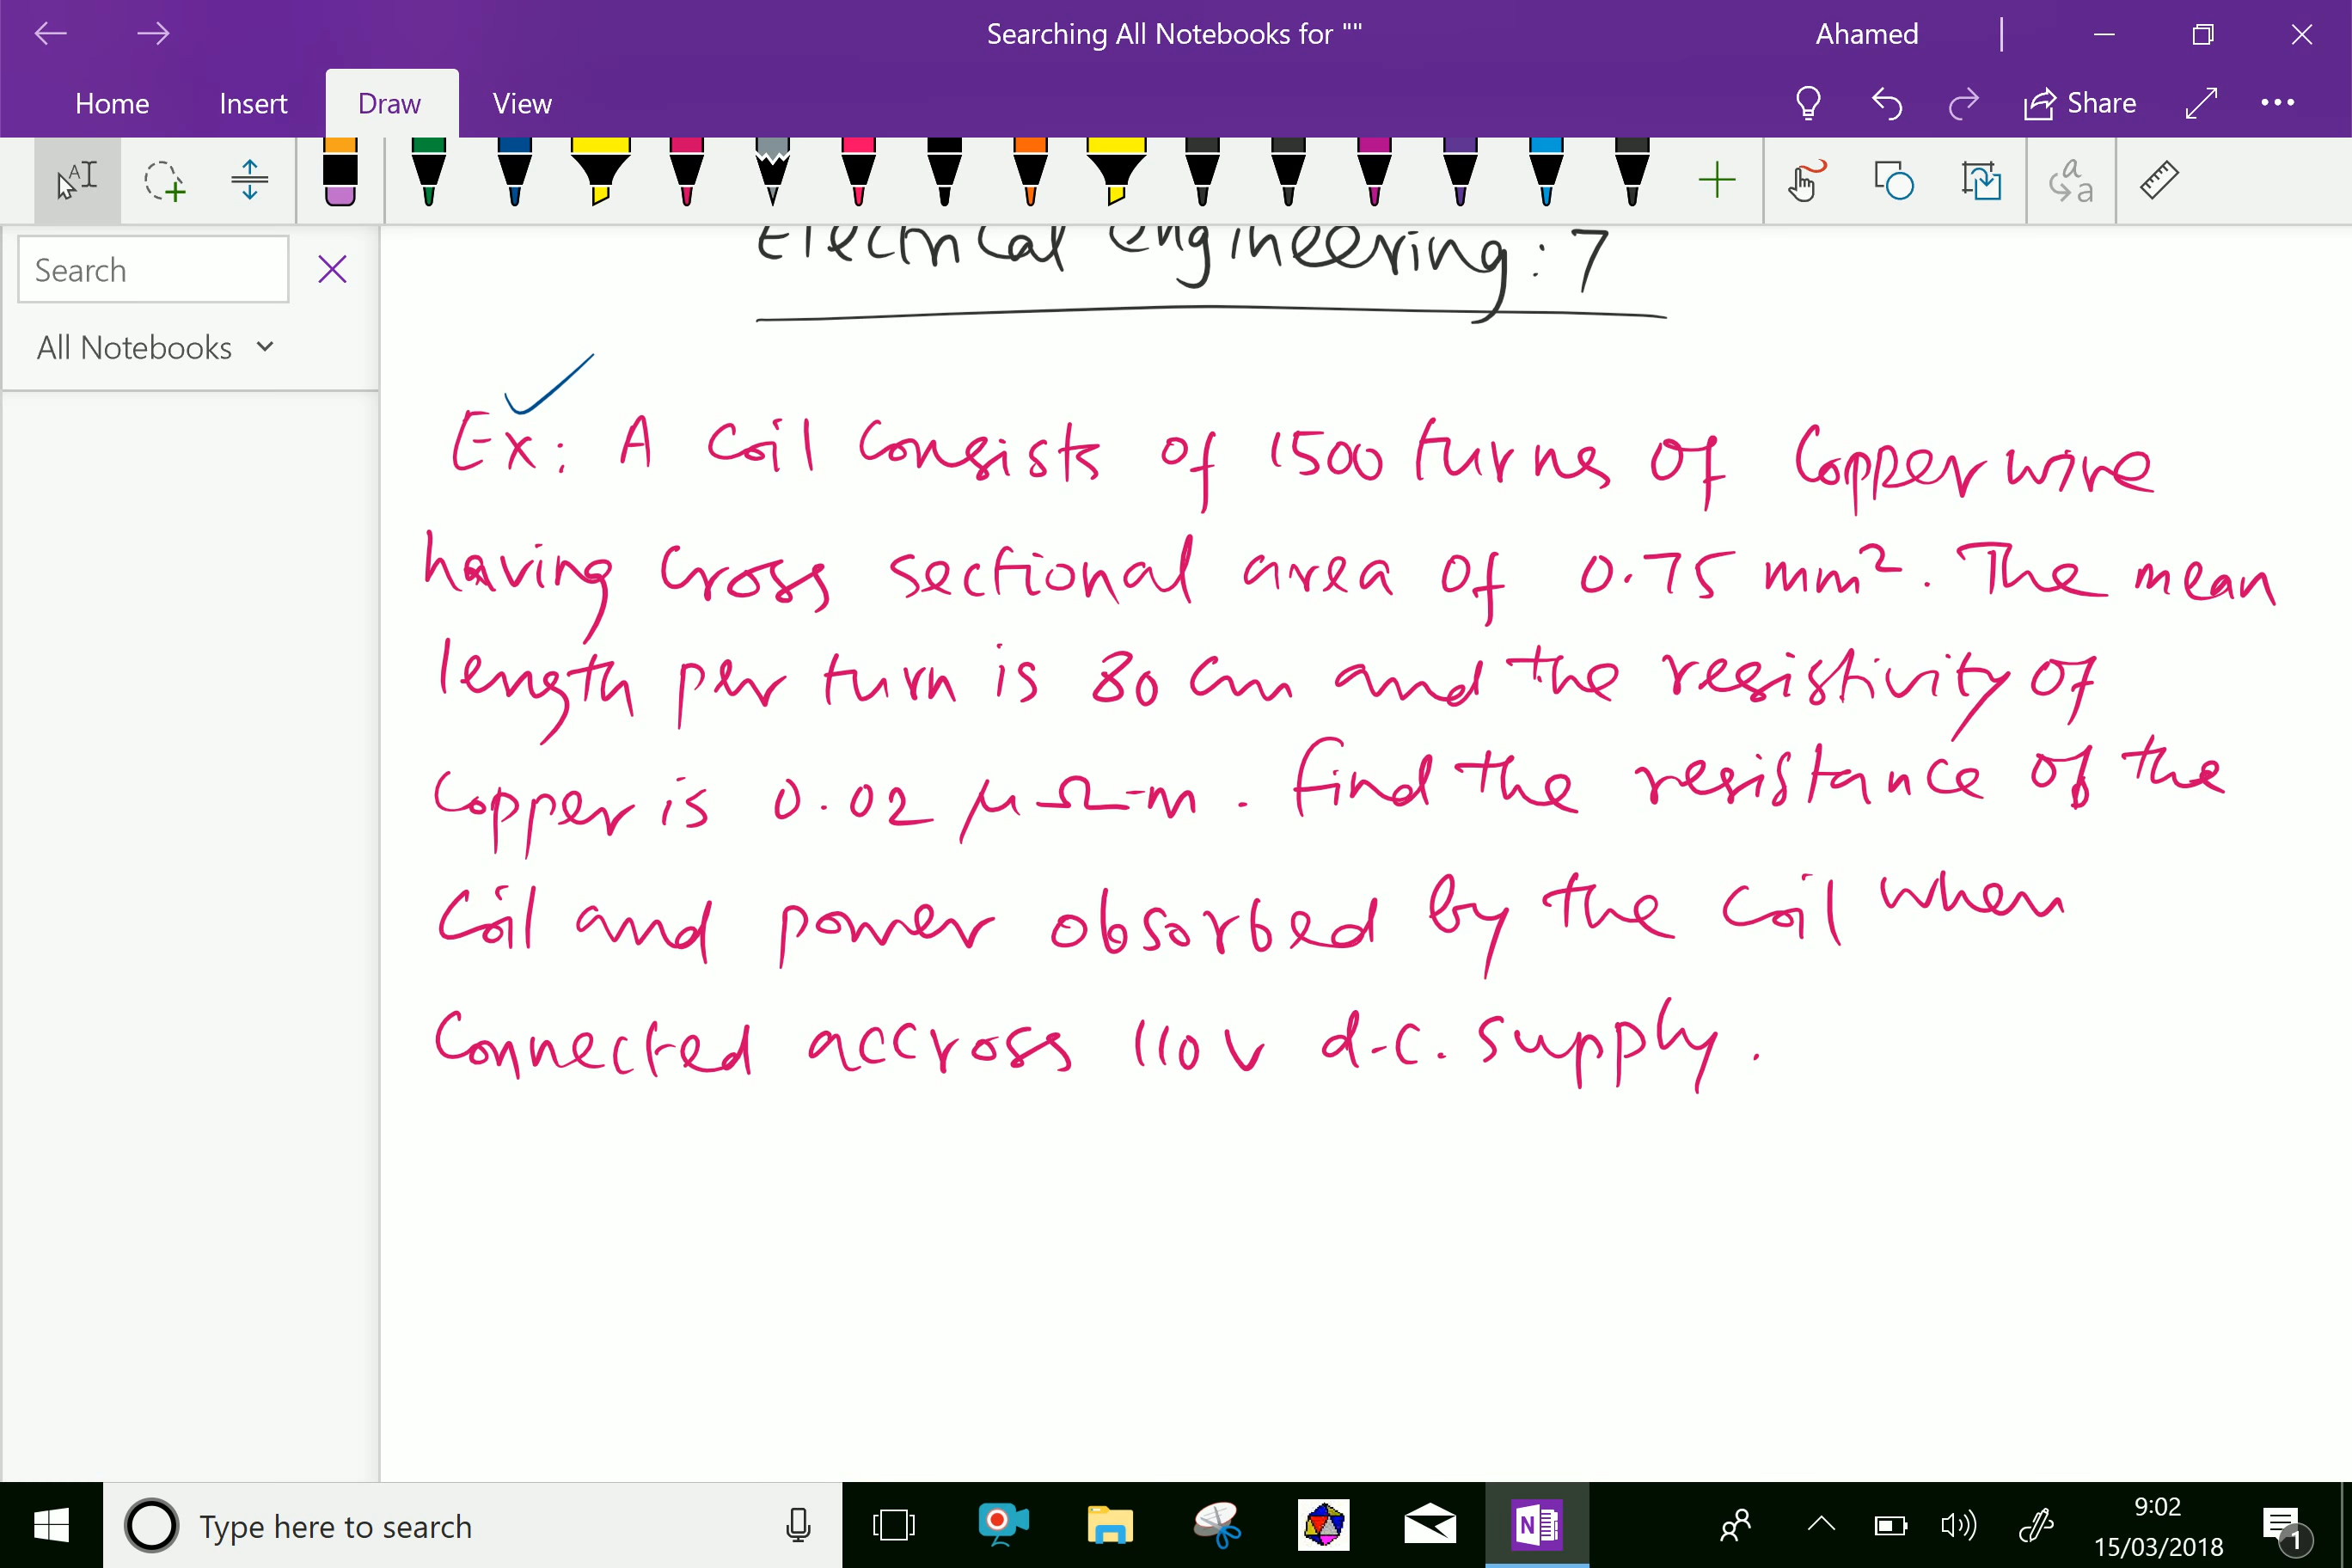 Searching All Notebooks for ""
Ahamed
Home Insert Draw View
Share
Search
All Notebooks
Electrical engineering: 7
Ex: A Coil Consists of 1500 turns of Copper wire
having Cross sectional area of 0.75 mm². The mean
length per turn is 80 cm and the resistivity of
Copper is 0.02 μΩ-m. find the resistance of the
Coil and power obsorbed by the Coil when
Connected accross 110 V d-c. supply.
Type here to search
9:02
15/03/2018
1